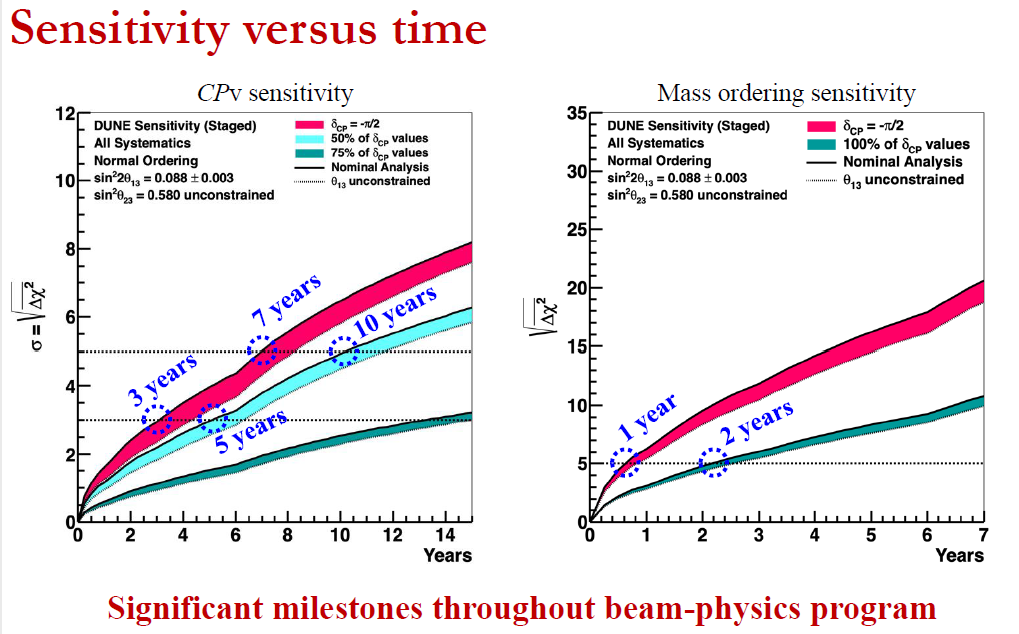 Sensitivity versus time
CPv sensitivity
DUNE Sensitivity (Staged)
All Systematics
Normal Ordering
sin²2θ₁₃ = 0.088 ± 0.003
sin²θ₂₃ = 0.580 unconstrained
δCP = -π/2
50% of δCP values
75% of δCP values
Nominal Analysis
θ₁₃ unconstrained
σ = √Δχ²
12
10
8
6
4
2
0
3 years
7 years
5 years
10 years
0 2 4 6 8 10 12 14
Years
Mass ordering sensitivity
DUNE Sensitivity (Staged)
All Systematics
Normal Ordering
sin²2θ₁₃ = 0.088 ± 0.003
sin²θ₂₃ = 0.580 unconstrained
δCP = -π/2
100% of δCP values
Nominal Analysis
θ₁₃ unconstrained
√Δχ²
35
30
25
20
15
10
5
0
1 year
2 years
0 1 2 3 4 5 6 7
Years
Significant milestones throughout beam-physics program